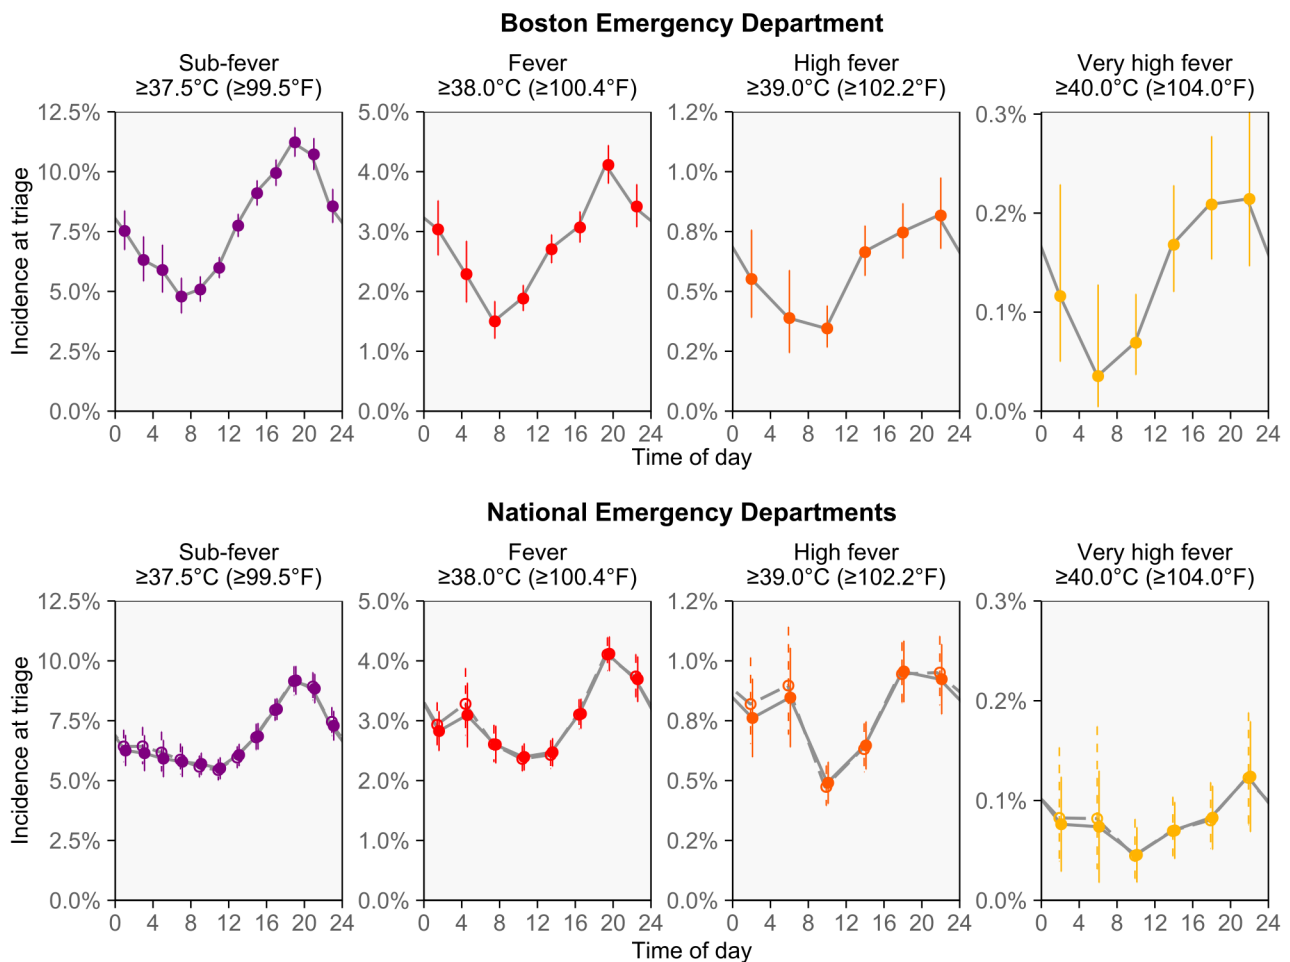 Boston Emergency Department
Sub-fever
≥37.5°C (≥99.5°F)
Fever
≥38.0°C (≥100.4°F)
High fever
≥39.0°C (≥102.2°F)
Very high fever
≥40.0°C (≥104.0°F)
Incidence at triage
12.5%
10.0%
7.5%
5.0%
2.5%
0.0%
0 4 8 12 16 20 24
5.0%
4.0%
3.0%
2.0%
1.0%
0.0%
0 4 8 12 16 20 24
1.2%
1.0%
0.8%
0.5%
0.2%
0.0%
0 4 8 12 16 20 24
0.3%
0.2%
0.1%
0.0%
0 4 8 12 16 20 24
Time of day
National Emergency Departments
Sub-fever
≥37.5°C (≥99.5°F)
Fever
≥38.0°C (≥100.4°F)
High fever
≥39.0°C (≥102.2°F)
Very high fever
≥40.0°C (≥104.0°F)
Incidence at triage
12.5%
10.0%
7.5%
5.0%
2.5%
0.0%
0 4 8 12 16 20 24
5.0%
4.0%
3.0%
2.0%
1.0%
0.0%
0 4 8 12 16 20 24
1.2%
1.0%
0.8%
0.5%
0.2%
0.0%
0 4 8 12 16 20 24
0.3%
0.2%
0.1%
0.0%
0 4 8 12 16 20 24
Time of day